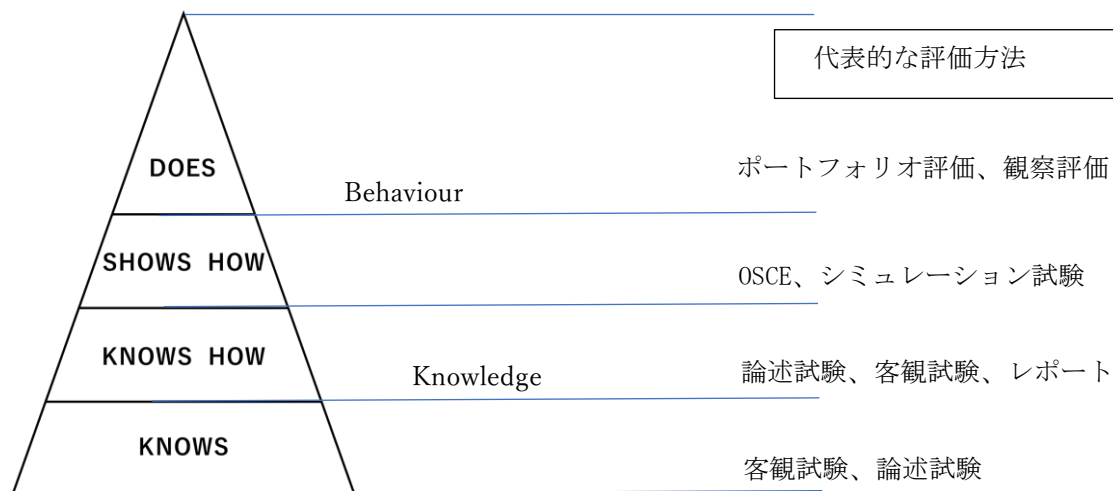 代表的な評価方法
DOES
ポートフォリオ評価、観察評価
Behaviour
SHOWS HOW
OSCE、シミュレーション試験
KNOWS HOW
Knowledge
論述試験、客観試験、レポート
KNOWS
客観試験、論述試験